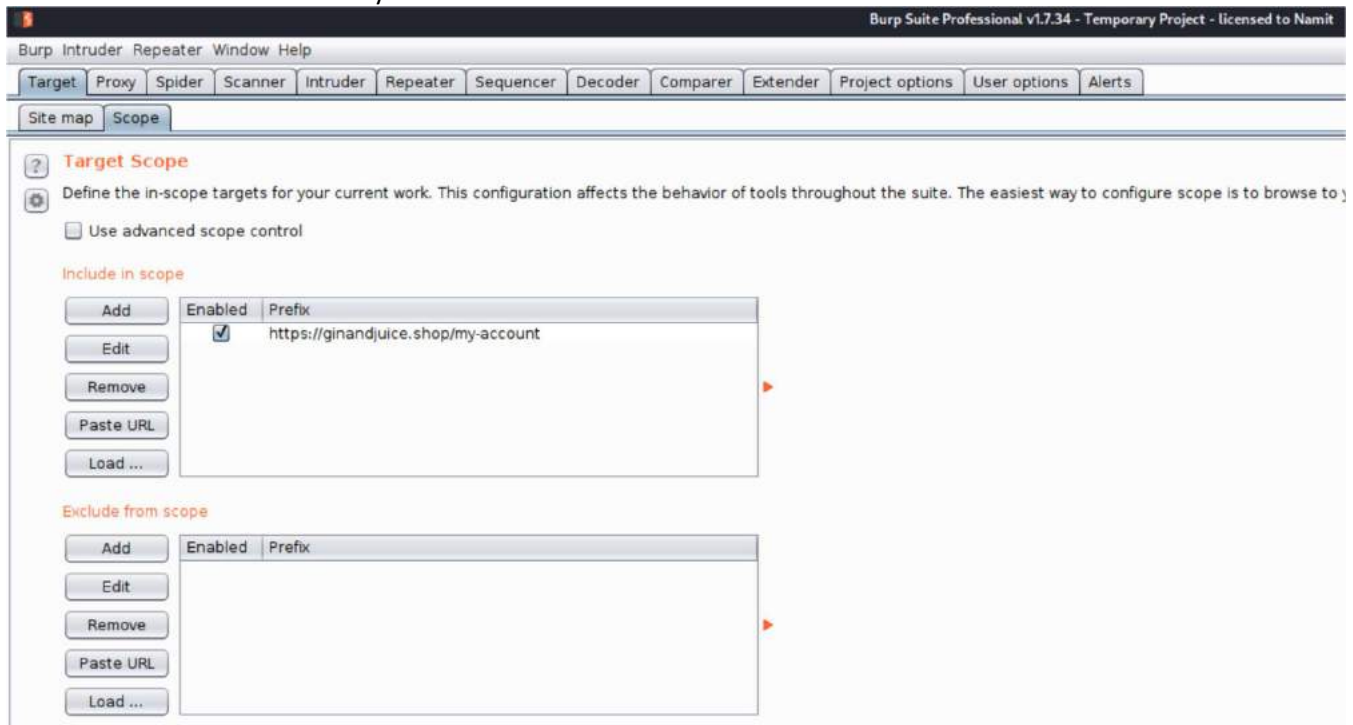 Burp Suite Professional v1.7.34 - Temporary Project - licensed to Namit
Burp Intruder Repeater Window Help
Target Proxy Spider Scanner Intruder Repeater Sequencer Decoder Comparer Extender Project options User options Alerts
Site map Scope
? Target Scope
Define the in-scope targets for your current work. This configuration affects the behavior of tools throughout the suite. The easiest way to configure scope is to browse to
Use advanced scope control
Include in scope
Add Enabled Prefix
https://ginandjuice.shop/my-account
Edit
Remove
Paste URL
Load ...
Exclude from scope
Add Enabled Prefix
Edit
Remove
Paste URL
Load ...